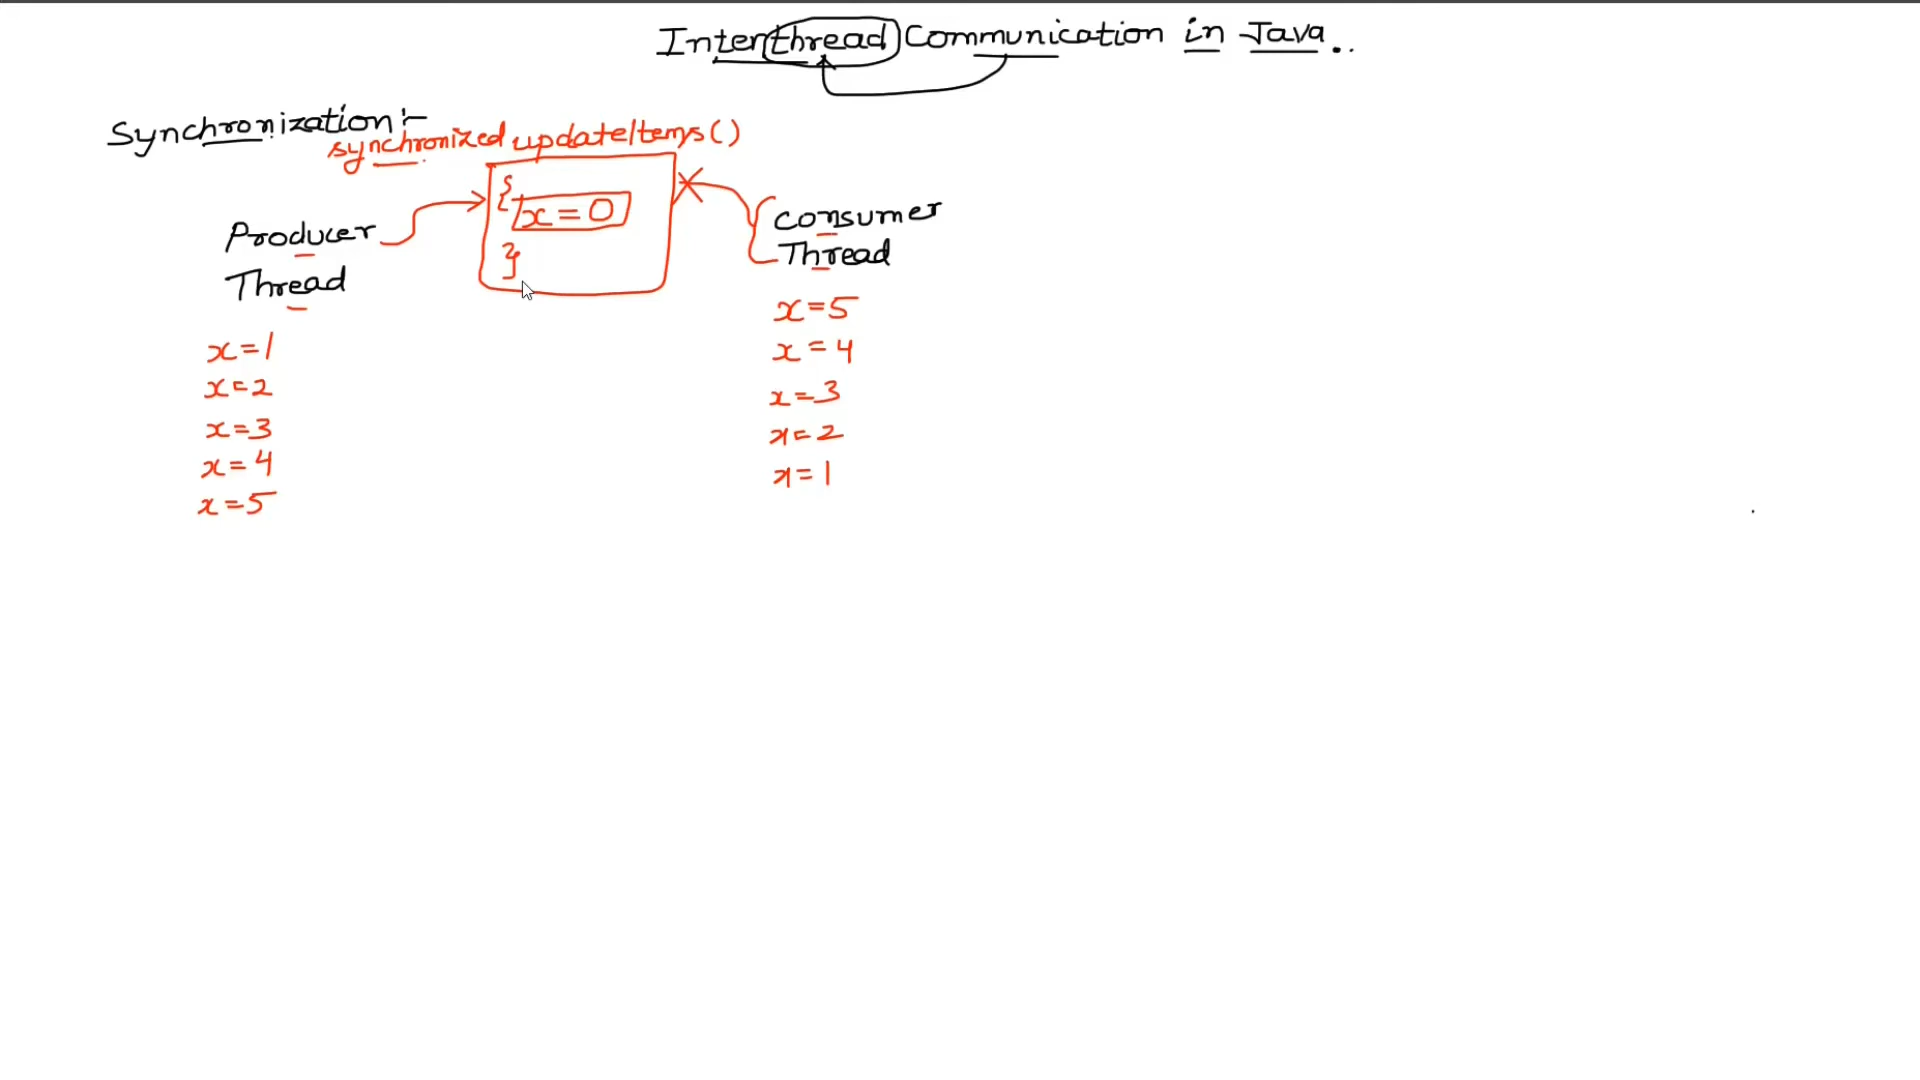 Interthread Communication in Java..
Synchronization :-
synchronized updateItems()
{
x = 0
}
Producer
Thread
x = 1
x = 2
x = 3
x = 4
x = 5
Consumer
Thread
x = 5
x = 4
x = 3
x = 2
x = 1